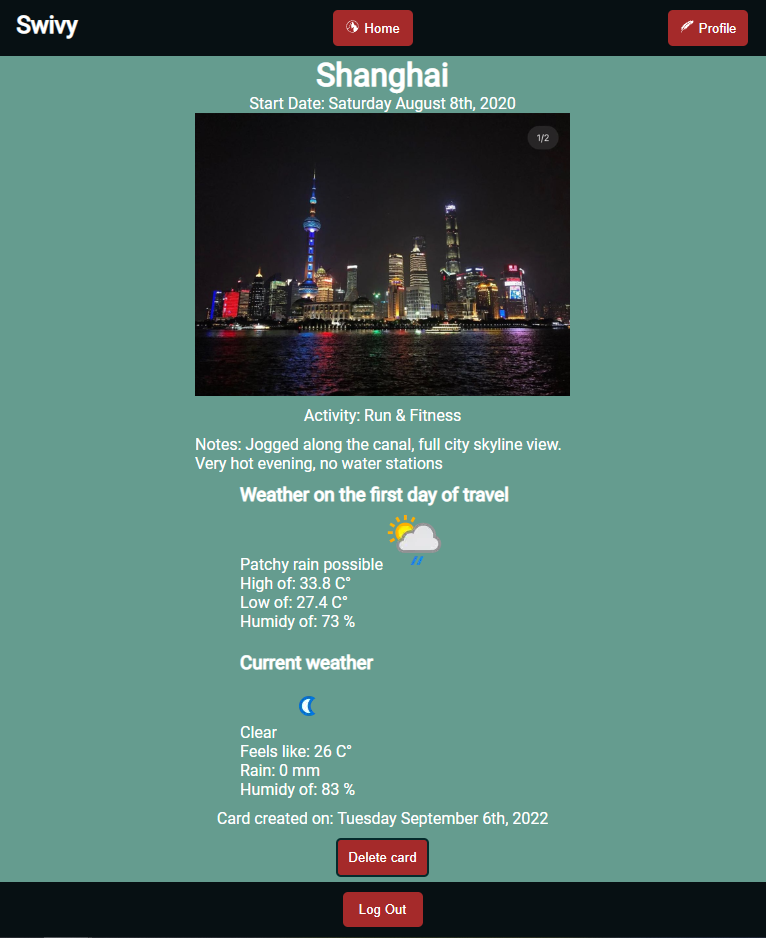 Swivy
Home
Profile
Shanghai
Start Date: Saturday August 8th, 2020
1/2
Activity: Run & Fitness
Notes: Jogged along the canal, full city skyline view.
Very hot evening, no water stations
Weather on the first day of travel
Patchy rain possible
High of: 33.8 C°
Low of: 27.4 C°
Humidy of: 73 %
Current weather
Clear
Feels like: 26 C°
Rain: 0 mm
Humidy of: 83 %
Card created on: Tuesday September 6th, 2022
Delete card
Log Out